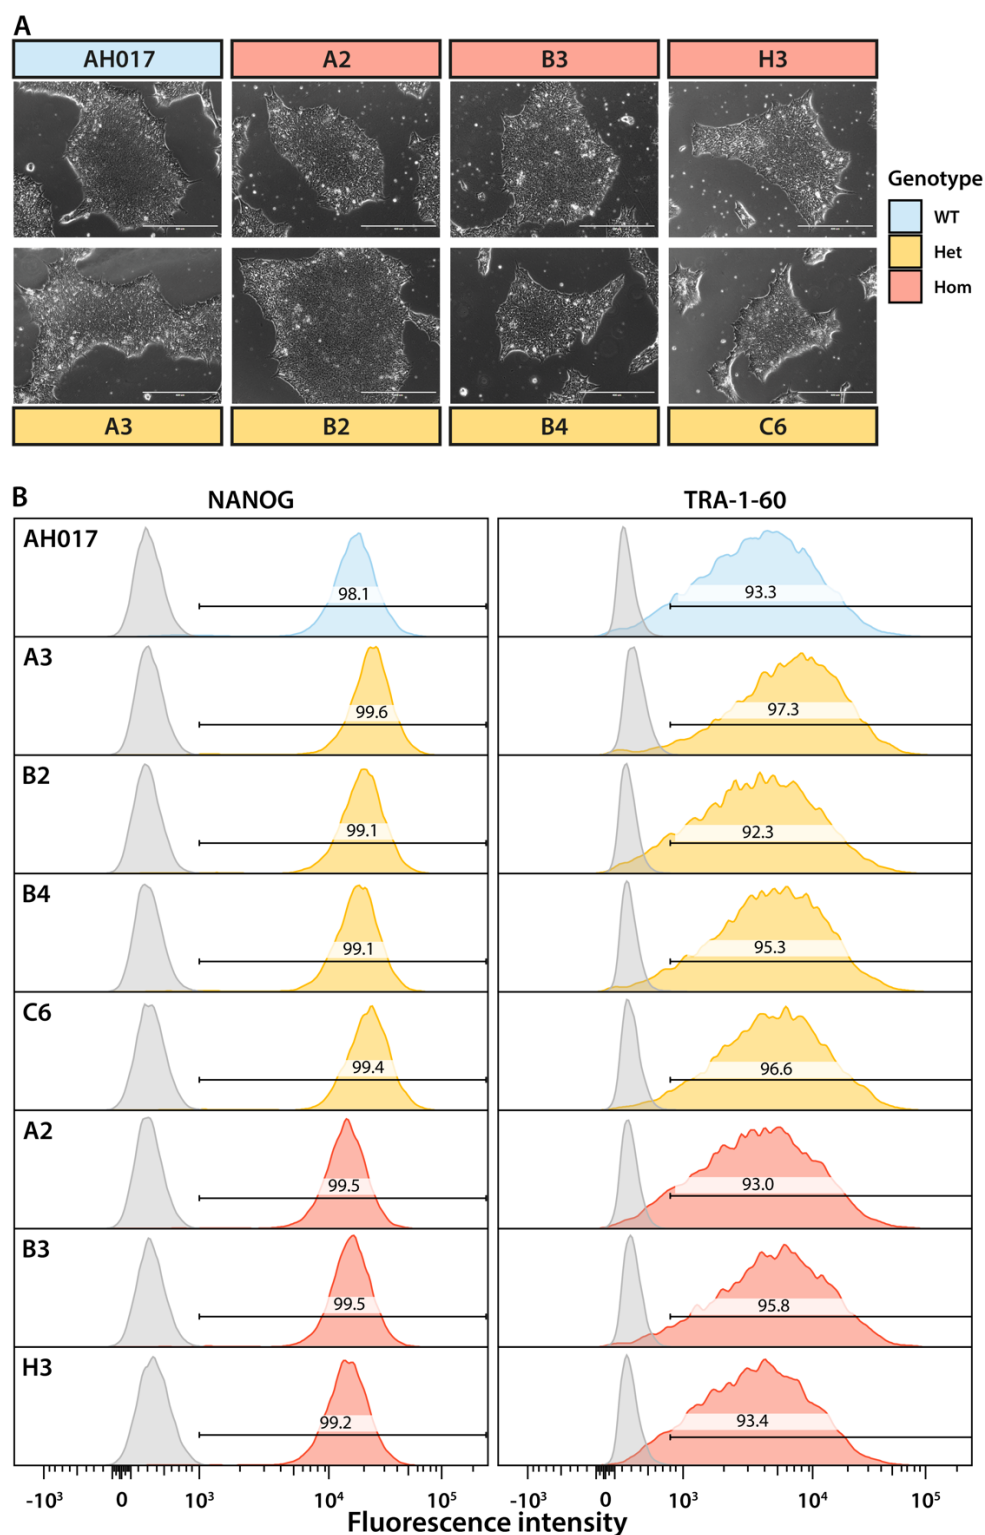 A
AH017 A2 B3 H3
Genotype
WT
Het
Hom
A3 B2 B4 C6
B
NANOG TRA-1-60
AH017
98.1 93.3
A3
99.6 97.3
B2
99.1 92.3
B4
99.1 95.3
C6
99.4 96.6
A2
99.5 93.0
B3
99.5 95.8
H3
99.2 93.4
-10³ 0 10³ 10⁴ 10⁵ -10³ 0 10³ 10⁴ 10⁵
Fluorescence intensity